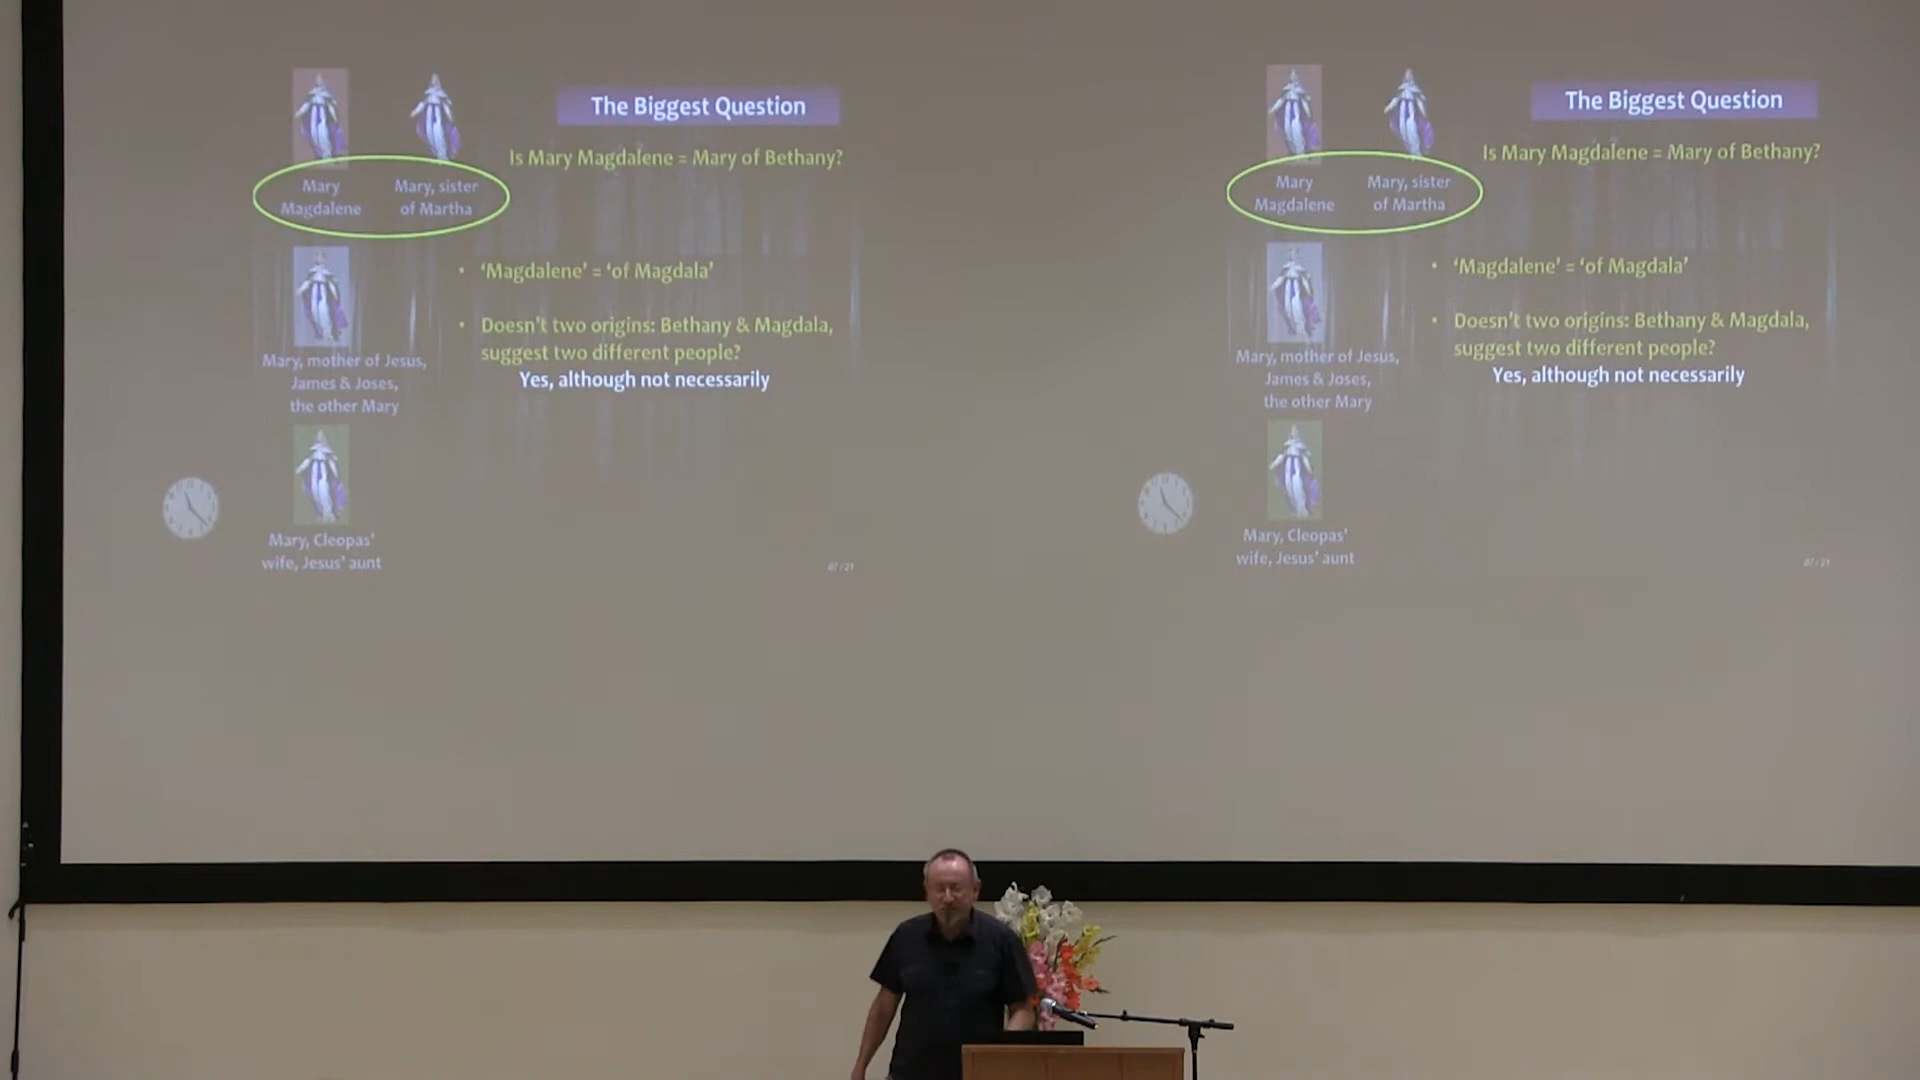 The Biggest Question
Is Mary Magdalene = Mary of Bethany?
Mary
Magdalene
Mary, sister
of Martha
• ‘Magdalene’ = ‘of Magdala’
• Doesn’t two origins: Bethany & Magdala,
suggest two different people?
Yes, although not necessarily
Mary, mother of Jesus,
James & Joses,
the other Mary
Mary, Cleopas’
wife, Jesus’ aunt
07/21
The Biggest Question
Is Mary Magdalene = Mary of Bethany?
Mary
Magdalene
Mary, sister
of Martha
• ‘Magdalene’ = ‘of Magdala’
• Doesn’t two origins: Bethany & Magdala,
suggest two different people?
Yes, although not necessarily
Mary, mother of Jesus,
James & Joses,
the other Mary
Mary, Cleopas’
wife, Jesus’ aunt
07/21